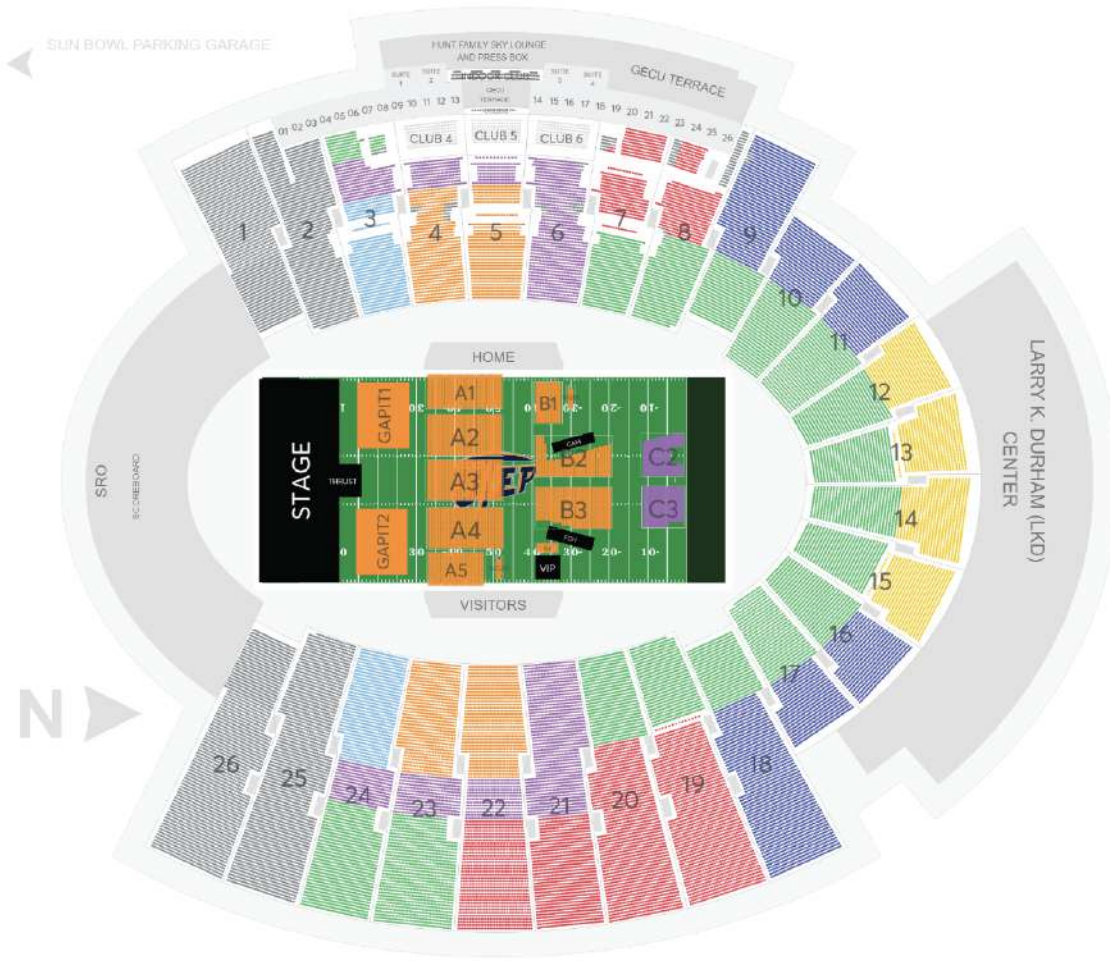 SUN BOWL PARKING GARAGE
HUNT FAMILY SKY LOUNGE
AND PRESS BOX
GECU TERRACE
SUITE
1
SUITE
2
SUITE
3
SUITE
4
INDOOR CLUB
GECU
TERRACE
01 02 03 04 05 06 07 08 09 10 11 12 13
14 15 16 17 18 19 20 21 22 23 24 25 26
CLUB 4
CLUB 5
CLUB 6
1
2
3
4
5
6
7
8
9
10
11
12
13
14
15
16
17
18
19
20
21
22
23
24
25
26
LARRY K. DURHAM (LKD)
CENTER
SRO
SCOREBOARD
HOME
VISITORS
STAGE
THRUST
GAPIT1
GAPIT2
A1
A2
A3
A4
A5
B1
B2
B3
C2
C3
CAM
FOH
VIP
N